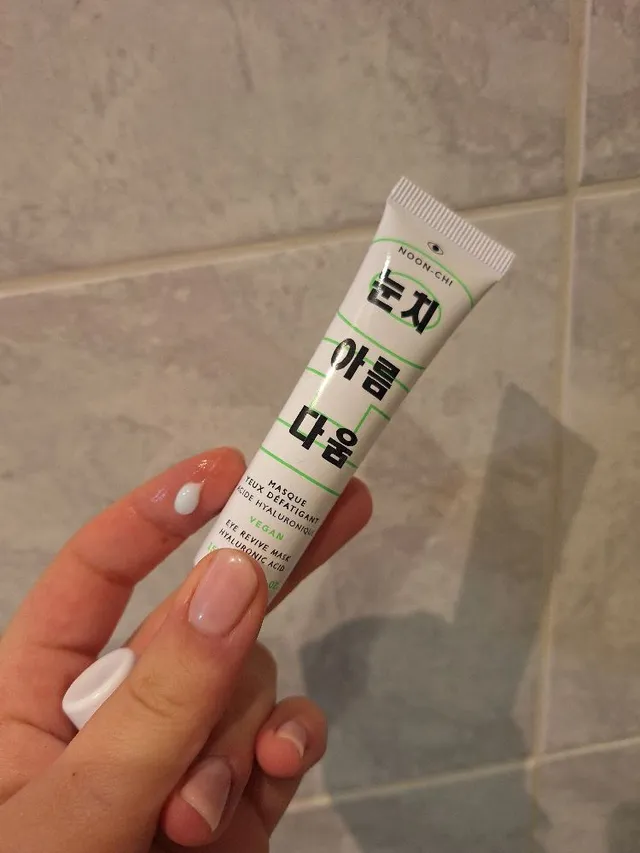 NOON-CHI
눈치
아름
다움
MASQUE
YEUX DÉFATIGANT
ACIDE HYALURONIQUE
VEGAN
EYE REVIVE MASK
HYALURONIC ACID